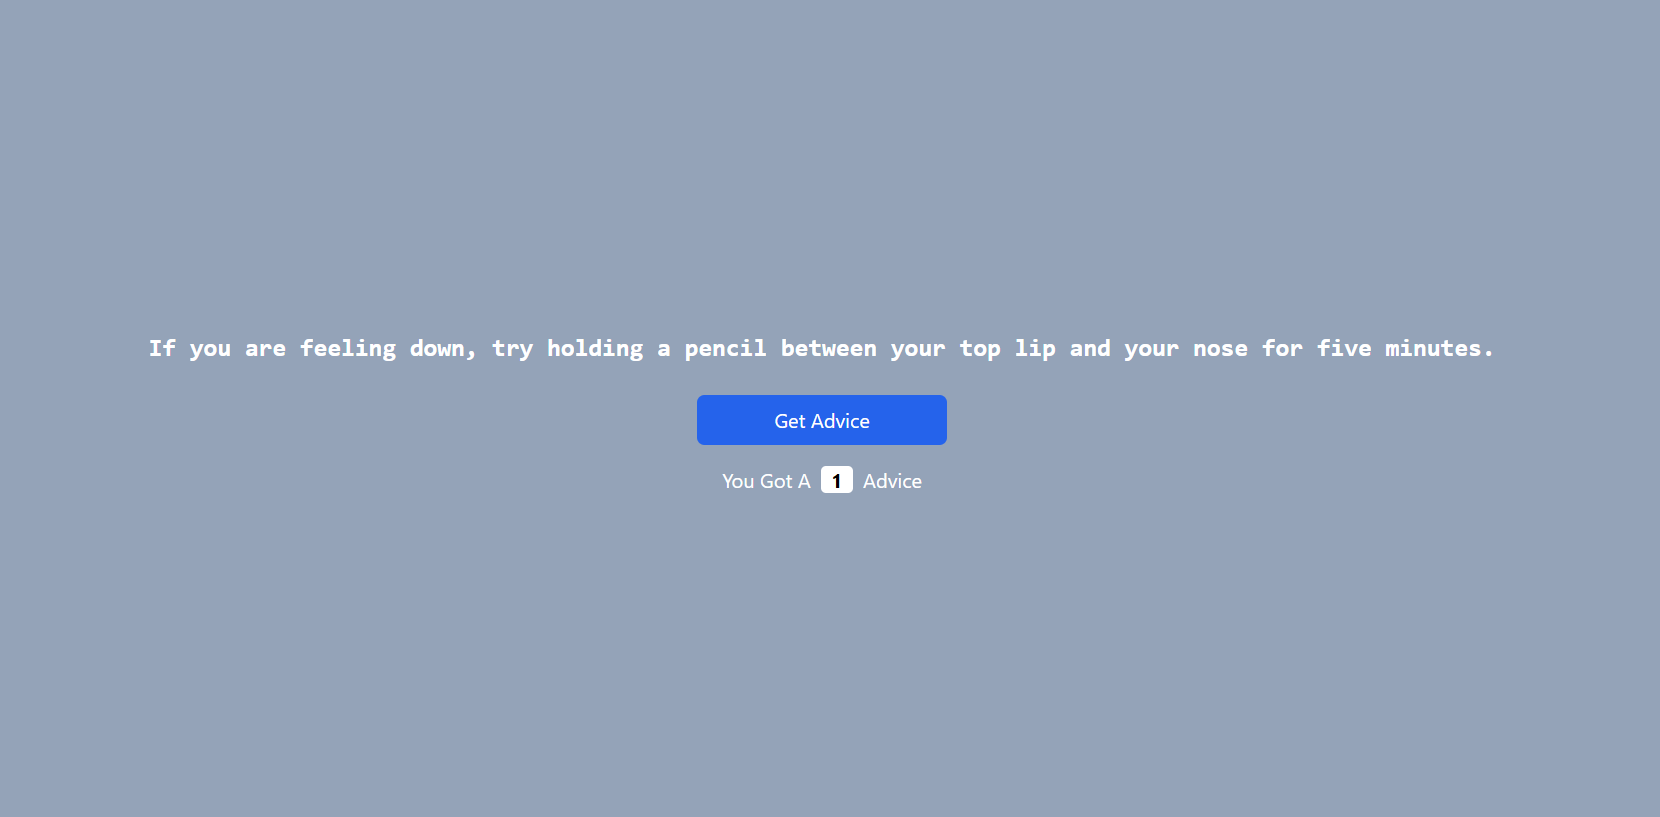 If you are feeling down, try holding a pencil between your top lip and your nose for five minutes.
Get Advice
You Got A 1 Advice